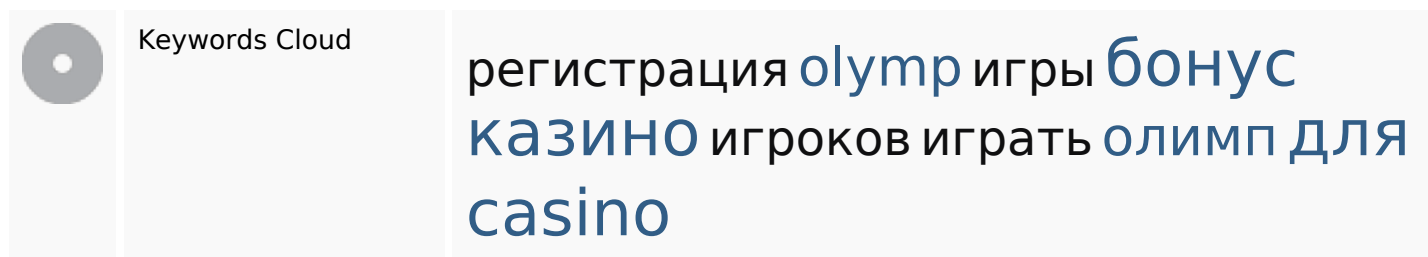 Keywords Cloud
регистрация olymp игры бонус
казино игроков играть олимп для
casino